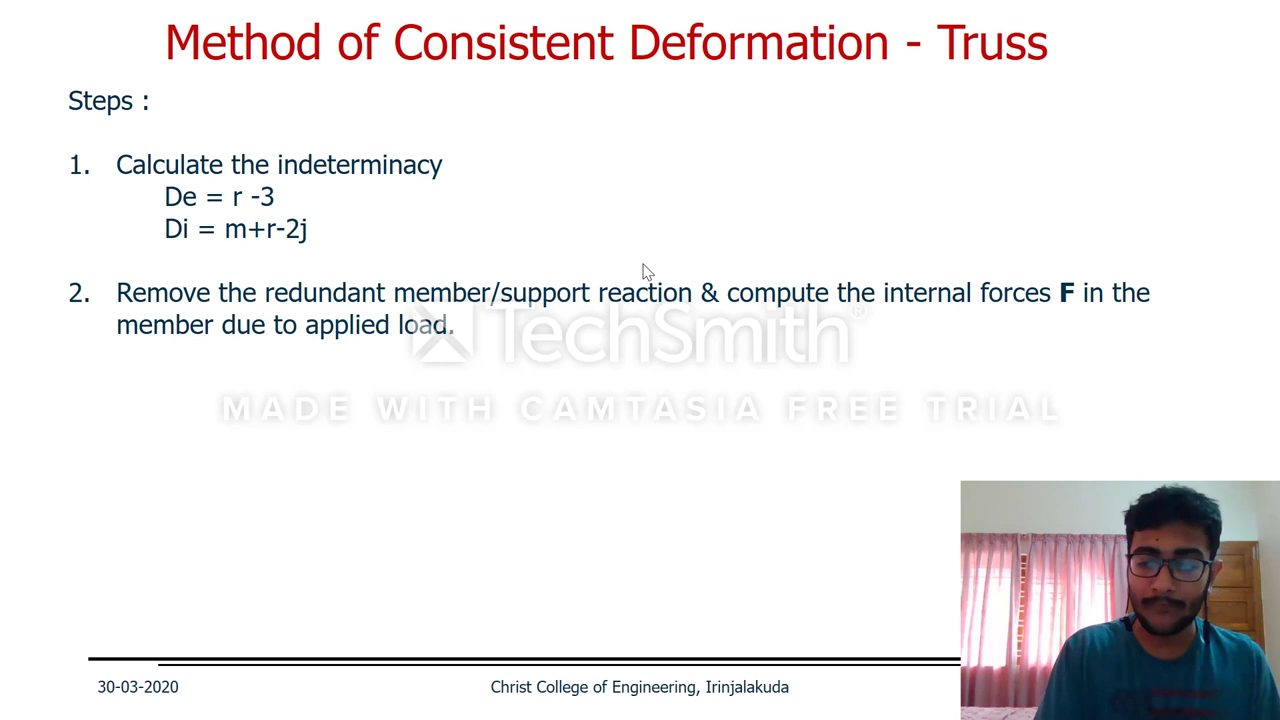 Method of Consistent Deformation - Truss
Steps :
1. Calculate the indeterminacy
De = r -3
Di = m+r-2j
2. Remove the redundant member/support reaction & compute the internal forces F in the
member due to applied load.
TechSmith®
MADE WITH CAMTASIA FREE TRIAL
30-03-2020
Christ College of Engineering, Irinjalakuda